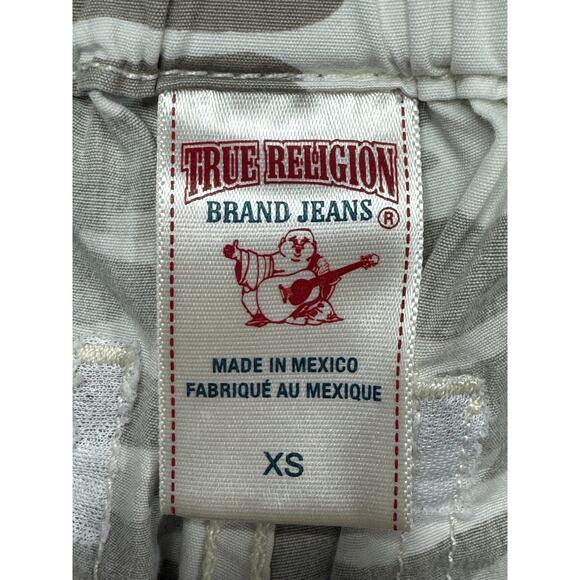 TRUE RELIGION
BRAND JEANS®
MADE IN MEXICO
FABRIQUÉ AU MEXIQUE
XS